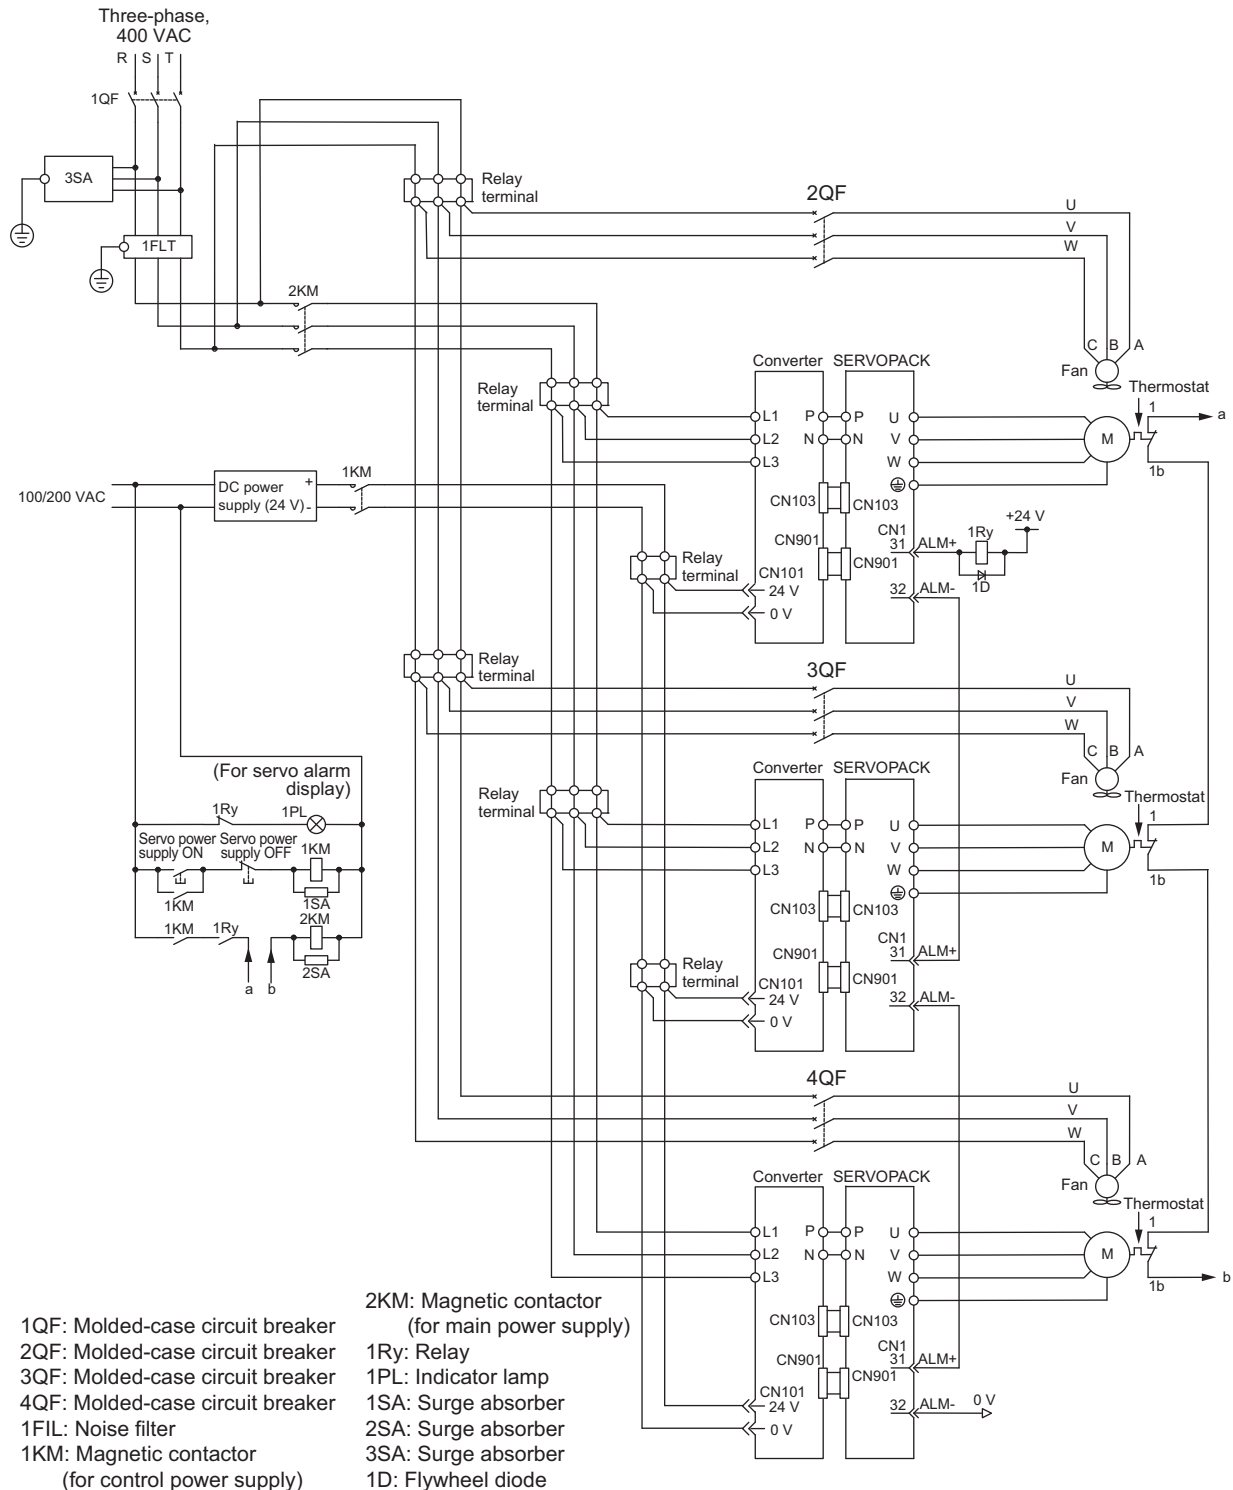 Three-phase,
400 VAC
R S T
1QF
3SA
1FLT
Relay
terminal
2QF
U
V
W
2KM
C B A
Fan
Converter SERVOPACK
Thermostat
Relay
terminal
L1 P P U
L2 N N V
L3 W
M
1
a
1b
100/200 VAC
DC power +
supply (24 V) -
1KM
CN103 CN103
CN901 CN901
CN1
31 ALM+
1Ry
+24 V
1D
Relay
terminal
CN101
24 V
0 V
32 ALM-
Relay
terminal
3QF
U
V
W
C B A
Fan
Converter SERVOPACK
Thermostat
Relay
terminal
L1 P P U
L2 N N V
L3 W
M
1
1b
CN103 CN103
CN901 CN901
CN1
31 ALM+
Relay
terminal
CN101
24 V
0 V
32 ALM-
(For servo alarm
display)
1Ry 1PL
Servo power Servo power
supply ON supply OFF
1KM
1KM 1SA
1KM 1Ry 2KM
2SA
a b
4QF
U
V
W
C B A
Fan
Converter SERVOPACK
Thermostat
L1 P P U
L2 N N V
L3 W
M
1
1b
b
CN103 CN103
CN901 CN901
CN1
31 ALM+
CN101
24 V
0 V
32 ALM- 0 V
1QF: Molded-case circuit breaker
2QF: Molded-case circuit breaker
3QF: Molded-case circuit breaker
4QF: Molded-case circuit breaker
1FIL: Noise filter
1KM: Magnetic contactor
(for control power supply)
2KM: Magnetic contactor
(for main power supply)
1Ry: Relay
1PL: Indicator lamp
1SA: Surge absorber
2SA: Surge absorber
3SA: Surge absorber
1D: Flywheel diode